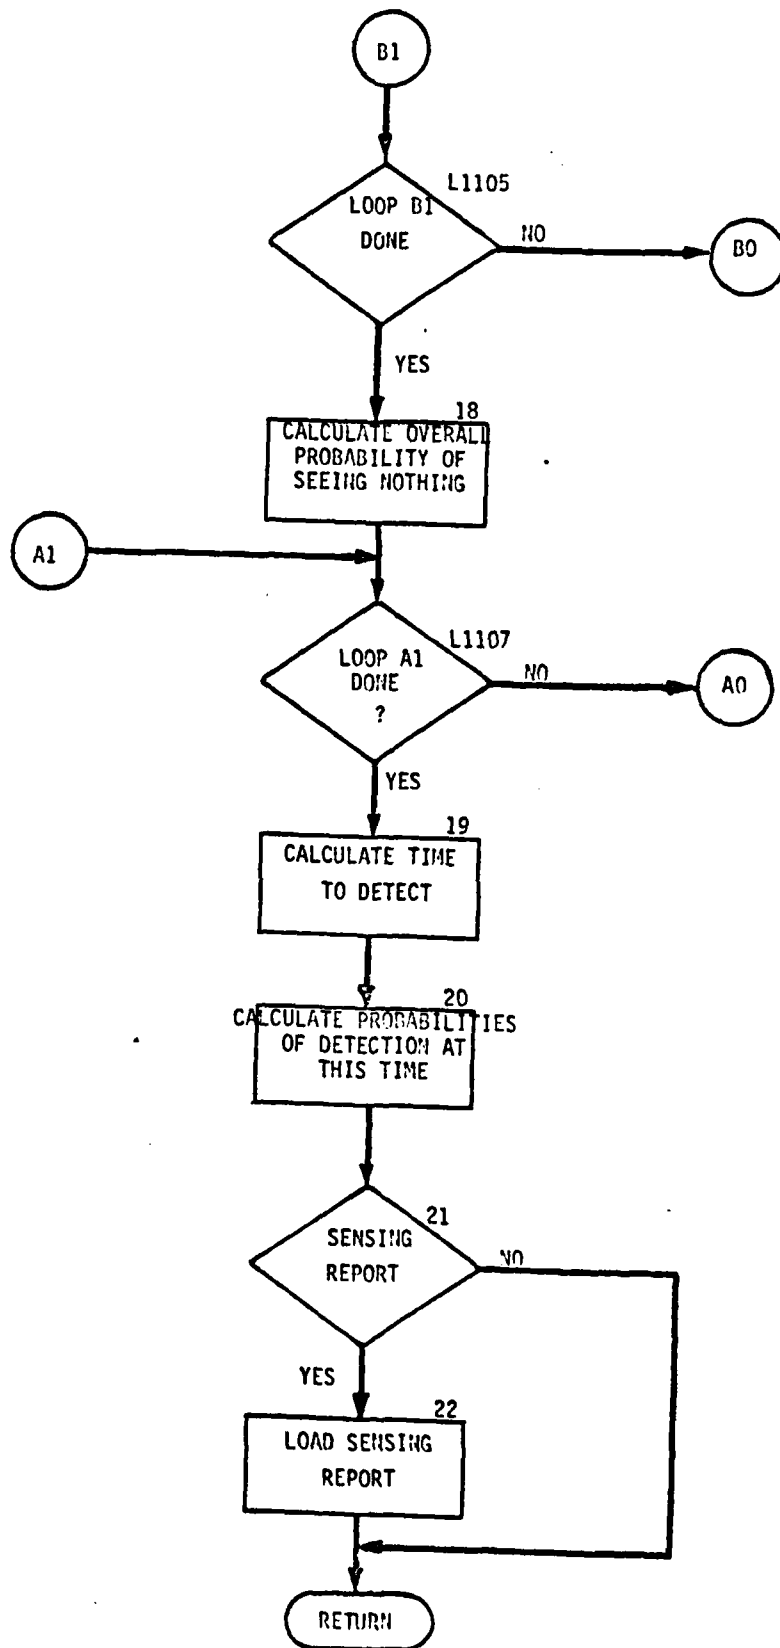 B1
L1105
LOOP B1
DONE
NO
B0
YES
18
CALCULATE OVERALL
PROBABILITY OF
SEEING NOTHING
A1
L1107
LOOP A1
DONE
?
NO
A0
YES
19
CALCULATE TIME
TO DETECT
20
CALCULATE PROBABILITIES
OF DETECTION AT
THIS TIME
21
SENSING
REPORT
NO
YES
22
LOAD SENSING
REPORT
RETURN